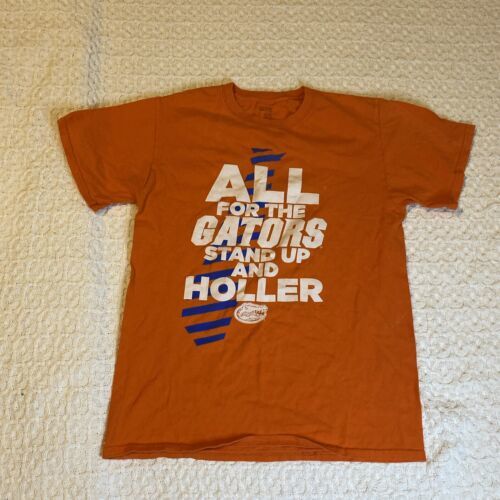 ALL
FOR THE
GATORS
STAND UP
AND
HOLLER